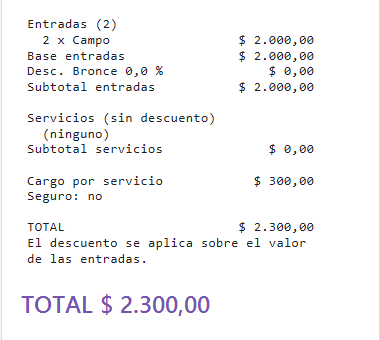 Entradas (2)
2 x Campo $ 2.000,00
Base entradas $ 2.000,00
Desc. Bronce 0,0 % $ 0,00
Subtotal entradas $ 2.000,00
Servicios (sin descuento)
(ninguno)
Subtotal servicios $ 0,00
Cargo por servicio $ 300,00
Seguro: no
TOTAL $ 2.300,00
El descuento se aplica sobre el valor
de las entradas.
TOTAL $ 2.300,00